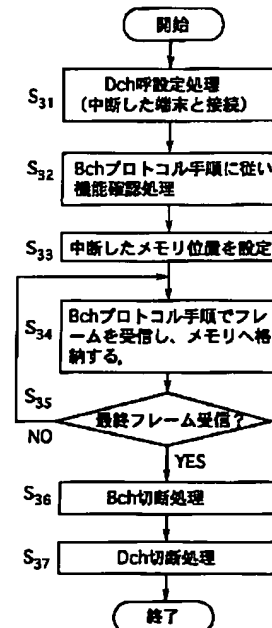 開始
S31
Dch呼設定処理
(中断した端末と接続)
S32
Bchプロトコル手順に従い
機能確認処理
S33
中断したメモリ位置を設定
S34
Bchプロトコル手順でフレ
ームを受信し、メモリへ格
納する。
S35
最終フレーム受信?
NO
YES
S36
Bch切断処理
S37
Dch切断処理
終了